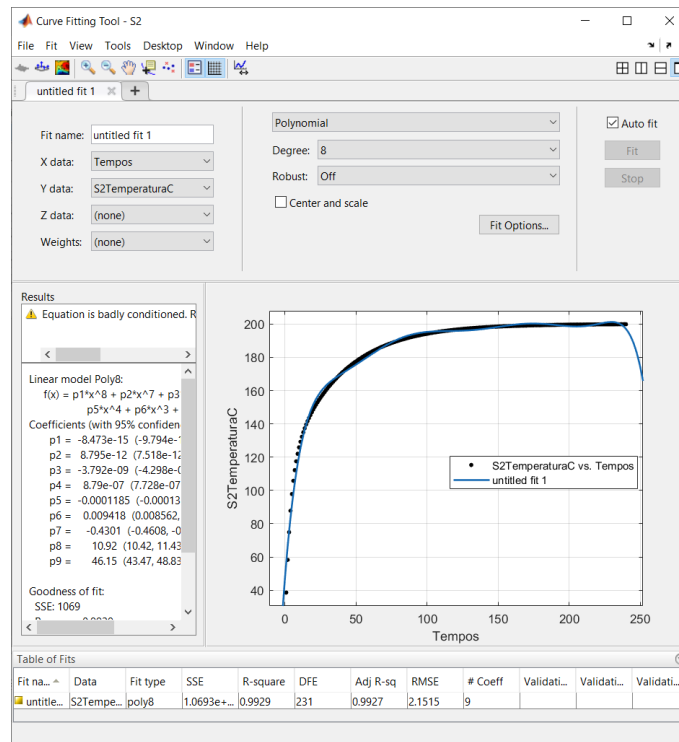 Curve Fitting Tool - S2
File Fit View Tools Desktop Window Help
untitled fit 1
Fit name: untitled fit 1
X data: Tempos
Y data: S2TemperaturaC
Z data: (none)
Weights: (none)
Polynomial
Degree: 8
Robust: Off
Center and scale
Fit Options...
Auto fit
Fit
Stop
Results
Equation is badly conditioned. R
Linear model Poly8:
f(x) = p1*x^8 + p2*x^7 + p3
p5*x^4 + p6*x^3 +
Coefficients (with 95% confiden
p1 = -8.473e-15 (-9.794e-1
p2 = 8.795e-12 (7.518e-12
p3 = -3.792e-09 (-4.298e-0
p4 = 8.79e-07 (7.728e-07
p5 = -0.0001185 (-0.00013
p6 = 0.009418 (0.008562,
p7 = -0.4301 (-0.4608, -0
p8 = 10.92 (10.42, 11.43
p9 = 46.15 (43.47, 48.83
Goodness of fit:
SSE: 1069
200
180
160
140
120
100
80
60
40
S2TemperaturaC
0 50 100 150 200 250
Tempos
S2TemperaturaC vs. Tempos
untitled fit 1
Table of Fits
Fit na... Data Fit type SSE R-square DFE Adj R-sq RMSE # Coeff Validati... Validati... Validati...
untitle... S2Tempe... poly8 1.0693e+... 0.9929 231 0.9927 2.1515 9